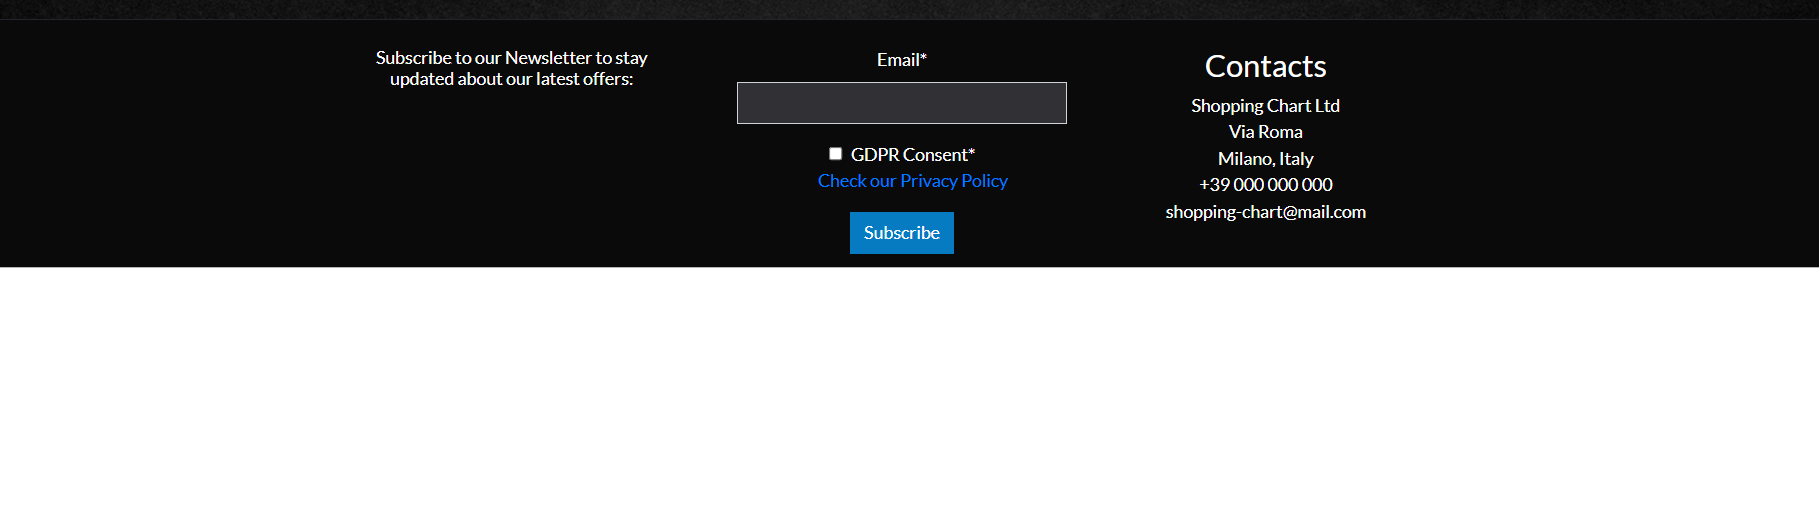 Subscribe to our Newsletter to stay
updated about our latest offers:
Email*
GDPR Consent*
Check our Privacy Policy
Subscribe
Contacts
Shopping Chart Ltd
Via Roma
Milano, Italy
+39 000 000 000
shopping-chart@mail.com